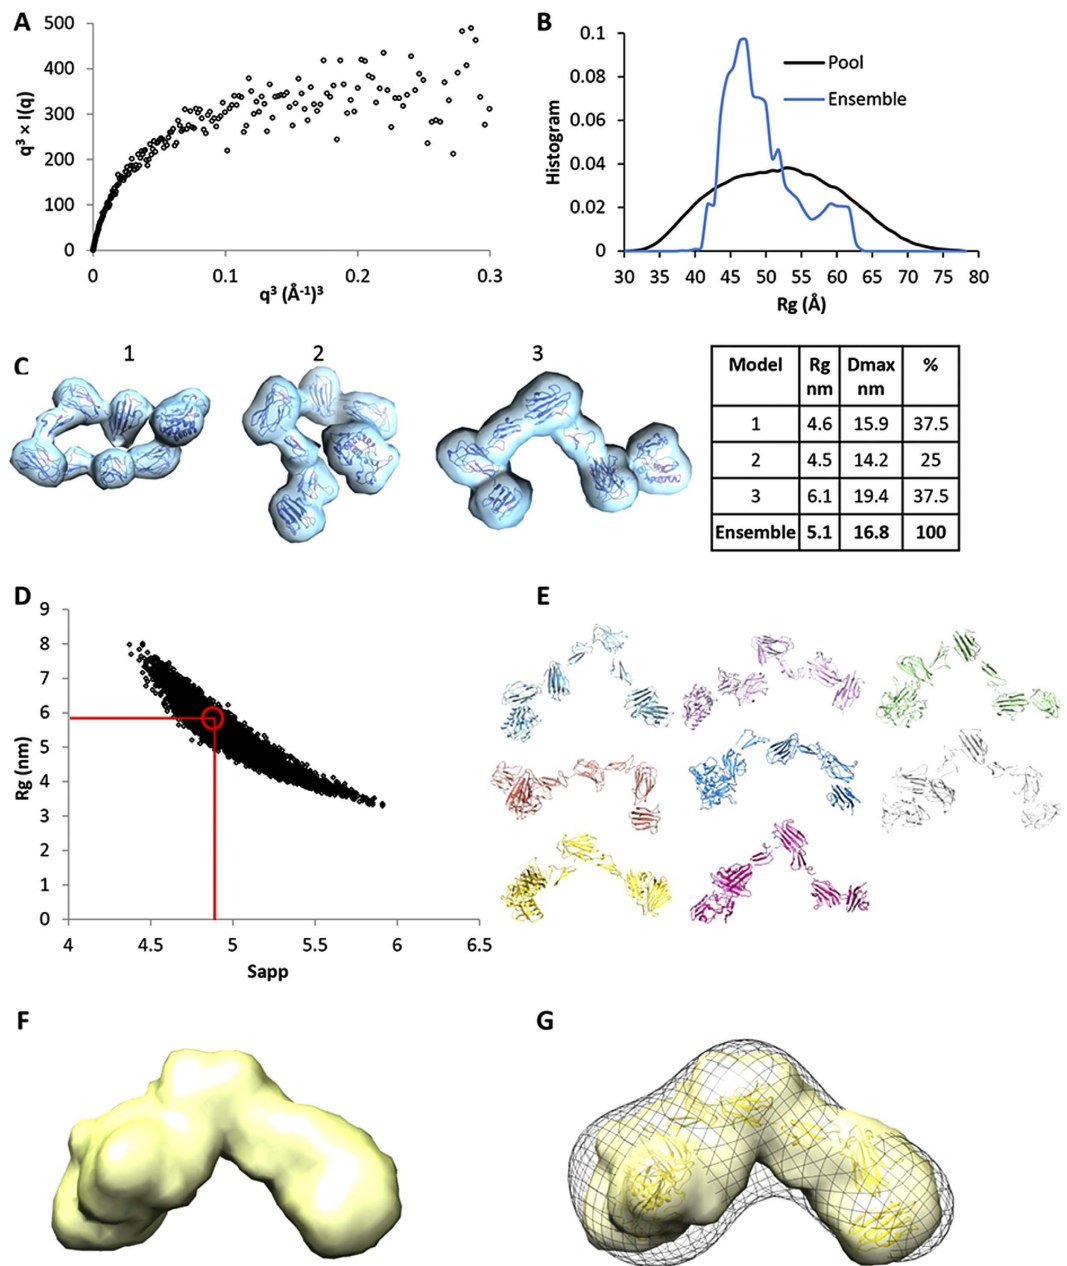 A
500
400
300
200
100
0
0
0.1
0.2
0.3
q³ × I(q)
q³ (Å⁻¹)³
B
0.1
0.08
0.06
0.04
0.02
0
30
35
40
45
50
55
60
65
70
75
80
Histogram
Rg (Å)
Pool
Ensemble
C
1
2
3
Model Rg nm Dmax nm %
1 4.6 15.9 37.5
2 4.5 14.2 25
3 6.1 19.4 37.5
Ensemble 5.1 16.8 100
D
9
8
7
6
5
4
3
2
1
0
4
4.5
5
5.5
6
6.5
Rg (nm)
Sapp
E
F
G